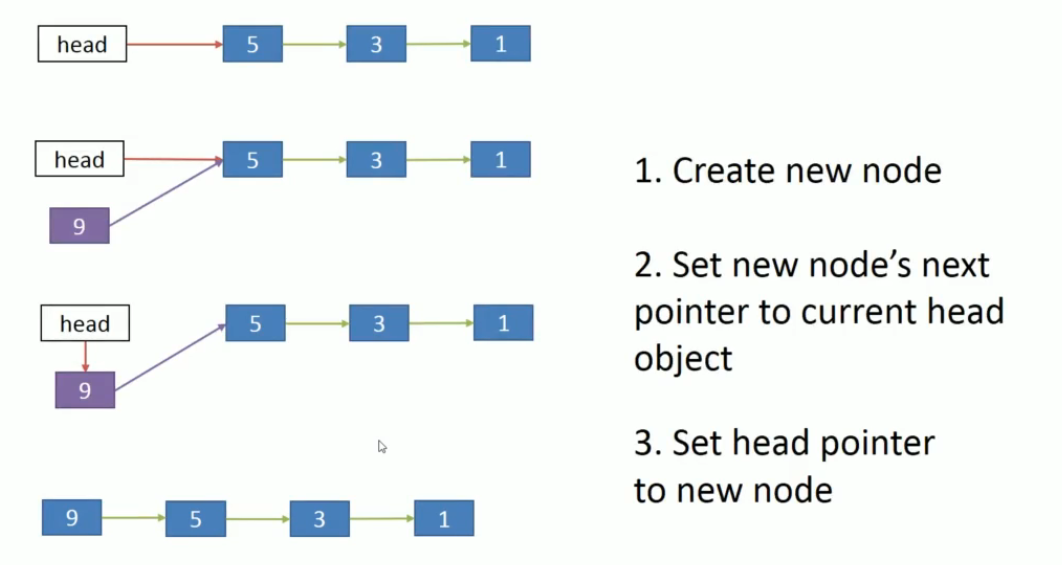 head 5 3 1
head 5 3 1
9
1. Create new node
2. Set new node's next
pointer to current head
object
head 5 3 1
9
3. Set head pointer
to new node
9 5 3 1